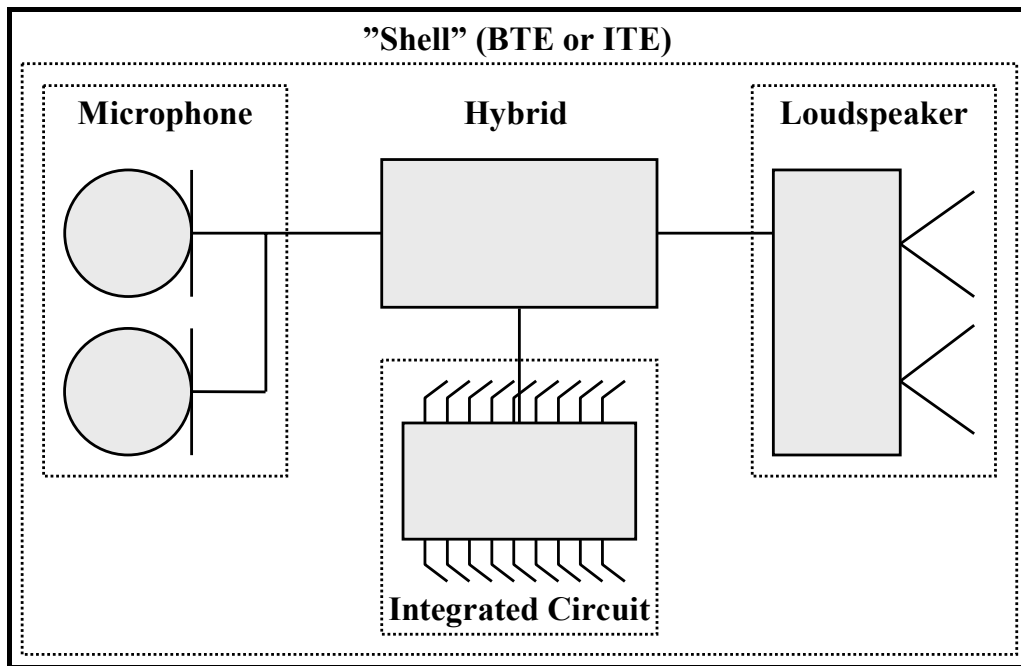 ”Shell” (BTE or ITE)
Microphone
Hybrid
Loudspeaker
Integrated Circuit